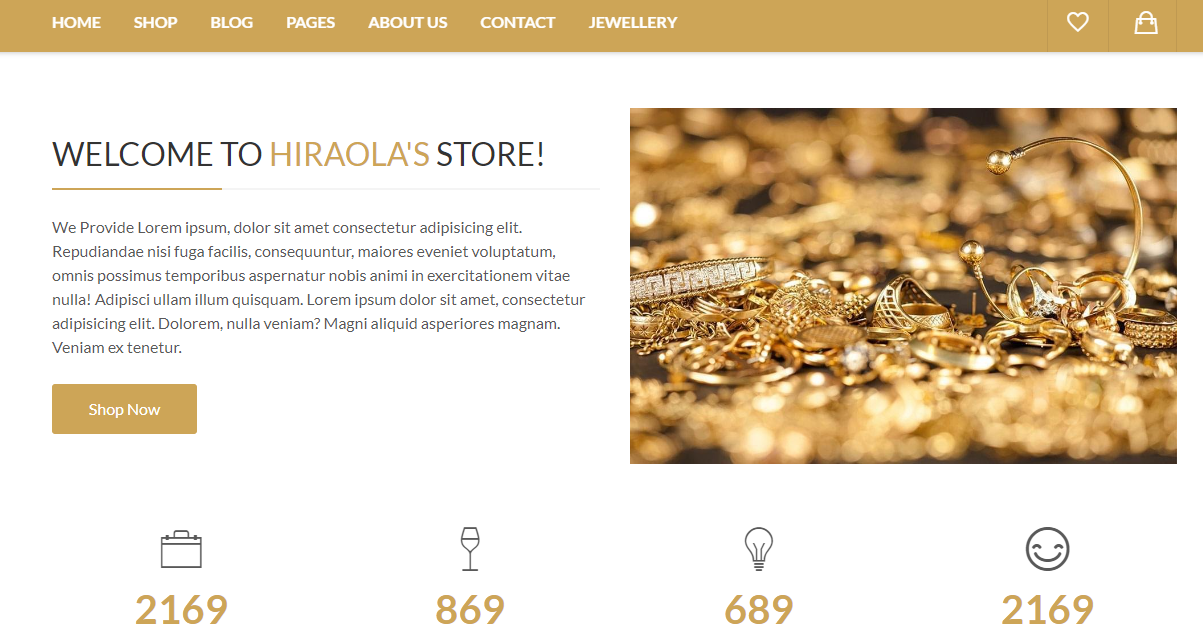 HOME SHOP BLOG PAGES ABOUT US CONTACT JEWELLERY
WELCOME TO HIRAOLA'S STORE!
We Provide Lorem ipsum, dolor sit amet consectetur adipisicing elit.
Repudiandae nisi fuga facilis, consequuntur, maiores eveniet voluptatum,
omnis possimus temporibus aspernatur nobis animi in exercitationem vitae
nulla! Adipisci ullam illum quisquam. Lorem ipsum dolor sit amet, consectetur
adipisicing elit. Dolorem, nulla veniam? Magni aliquid asperiores magnam.
Veniam ex tenetur.
Shop Now
2169 869 689 2169